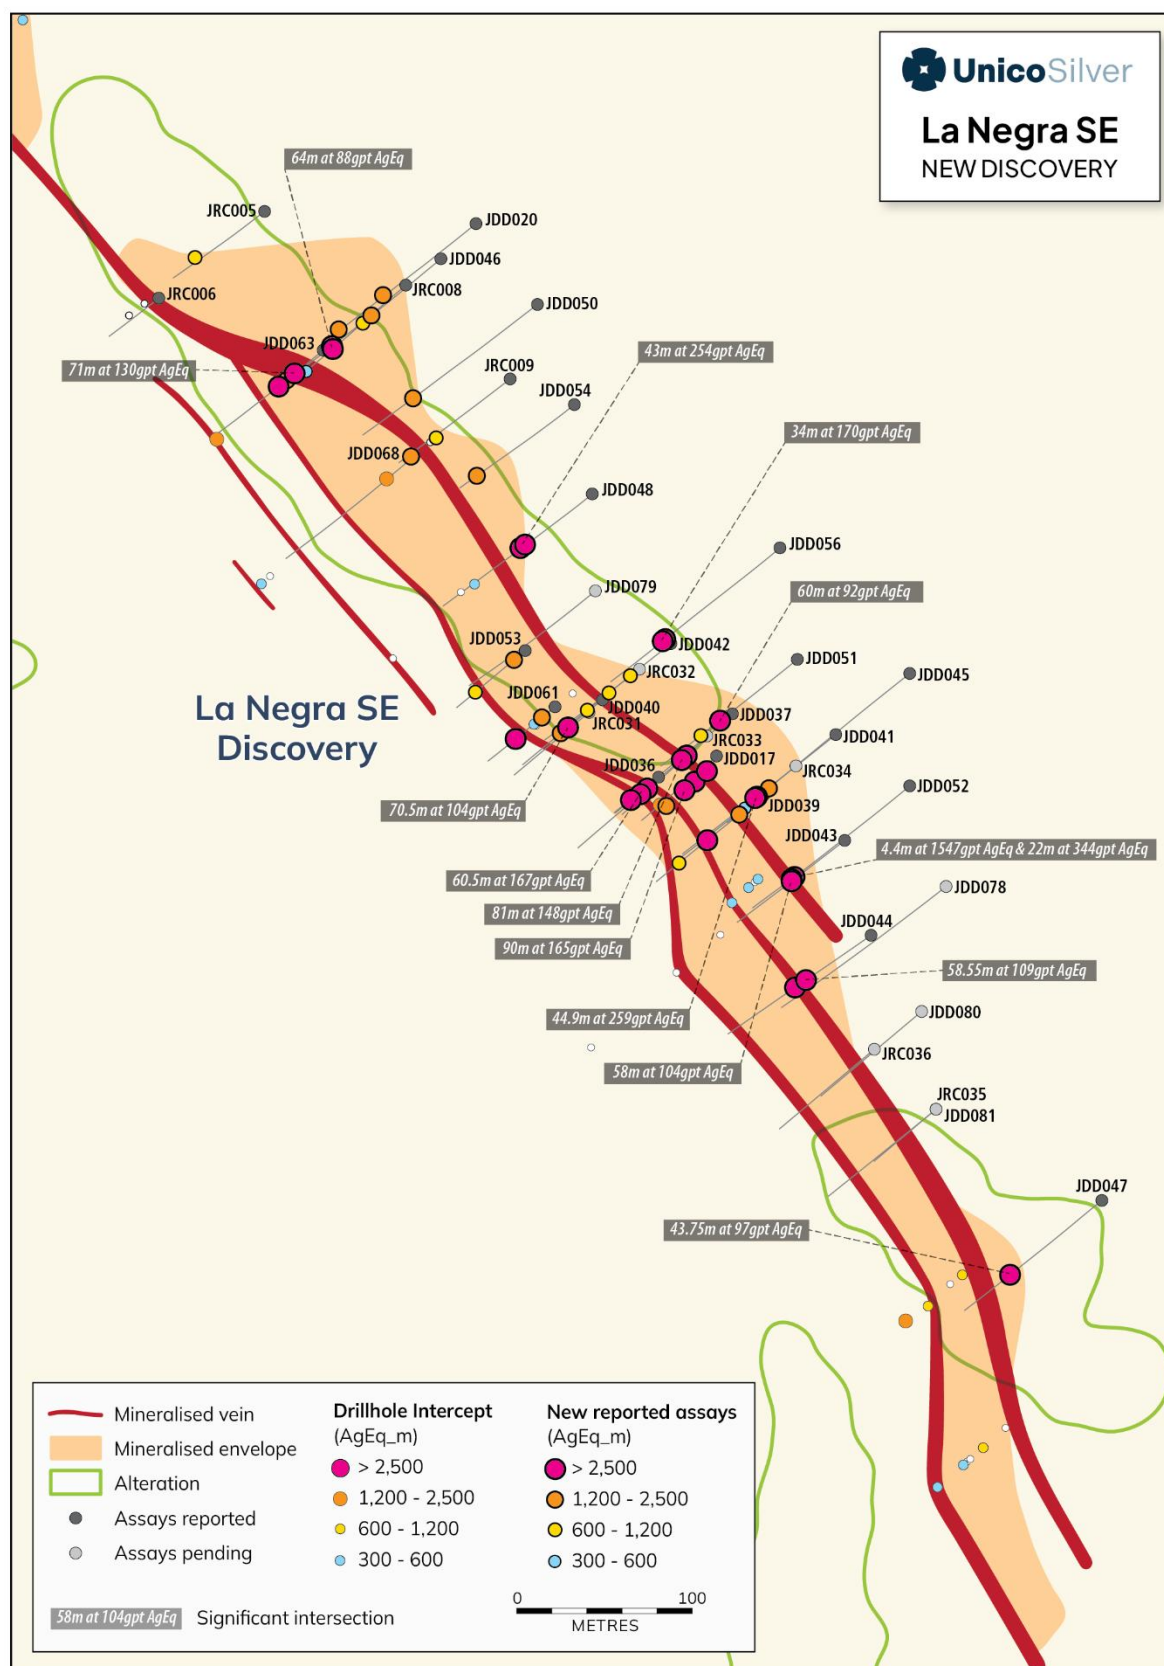 UnicoSilver
La Negra SE
NEW DISCOVERY
64m at 88gpt AgEq
JRC005
JDD020
JDD046
JRC008
JRC006
JDD050
JDD063
43m at 254gpt AgEq
71m at 130gpt AgEq
JRC009
JDD054
34m at 170gpt AgEq
JDD068
JDD048
JDD056
JDD079
60m at 92gpt AgEq
JDD053
JDD042
JDD051
JRC032
JDD045
La Negra SE
Discovery
JDD061
JDD040
JRC031
JDD037
JRC033
JDD041
JDD017
JRC034
JDD036
JDD052
70.5m at 104gpt AgEq
JDD039
JDD043
4.4m at 1547gpt AgEq & 22m at 344gpt AgEq
60.5m at 167gpt AgEq
JDD078
81m at 148gpt AgEq
JDD044
90m at 165gpt AgEq
58.55m at 109gpt AgEq
44.9m at 259gpt AgEq
JDD080
JRC036
58m at 104gpt AgEq
JRC035
JDD081
JDD047
43.75m at 97gpt AgEq
Mineralised vein
Mineralised envelope
Alteration
Assays reported
Assays pending
58m at 104gpt AgEq
Significant intersection
Drillhole Intercept
(AgEq_m)
> 2,500
1,200 - 2,500
600 - 1,200
300 - 600
New reported assays
(AgEq_m)
> 2,500
1,200 - 2,500
600 - 1,200
300 - 600
0 100
METRES